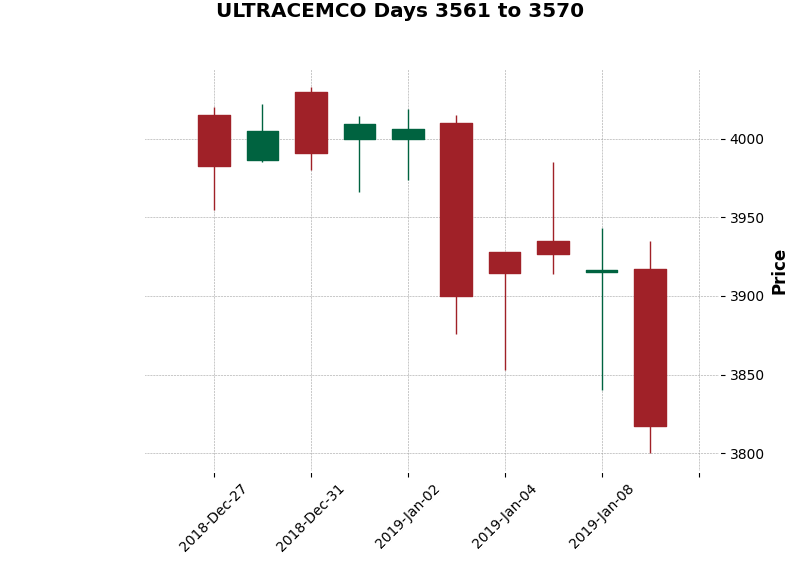 ULTRACEMCO Days 3561 to 3570
4000
3950
3900
3850
3800
Price
2018-Dec-27
2018-Dec-31
2019-Jan-02
2019-Jan-04
2019-Jan-08